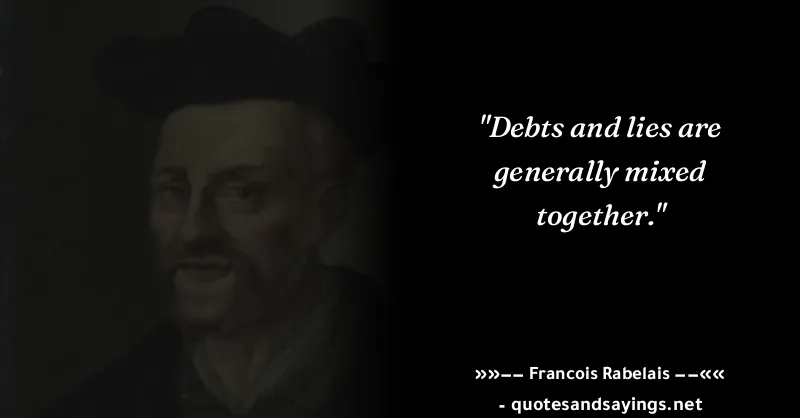 "Debts and lies are
generally mixed
together."
»»–– Francois Rabelais ––««
- quotesandsayings.net